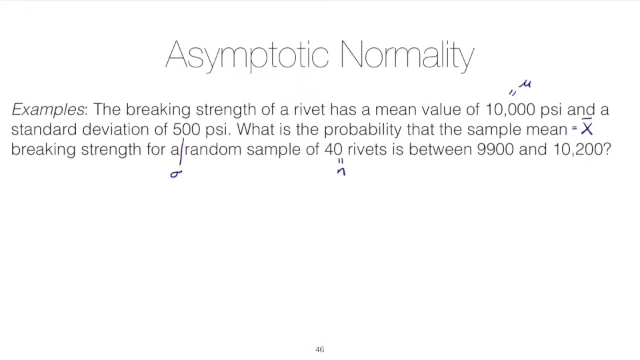 Asymptotic Normality
= μ
Examples: The breaking strength of a rivet has a mean value of 10,000 psi and a
standard deviation of 500 psi. What is the probability that the sample mean = X̄
breaking strength for a random sample of 40 rivets is between 9900 and 10,200?
σ = n
46